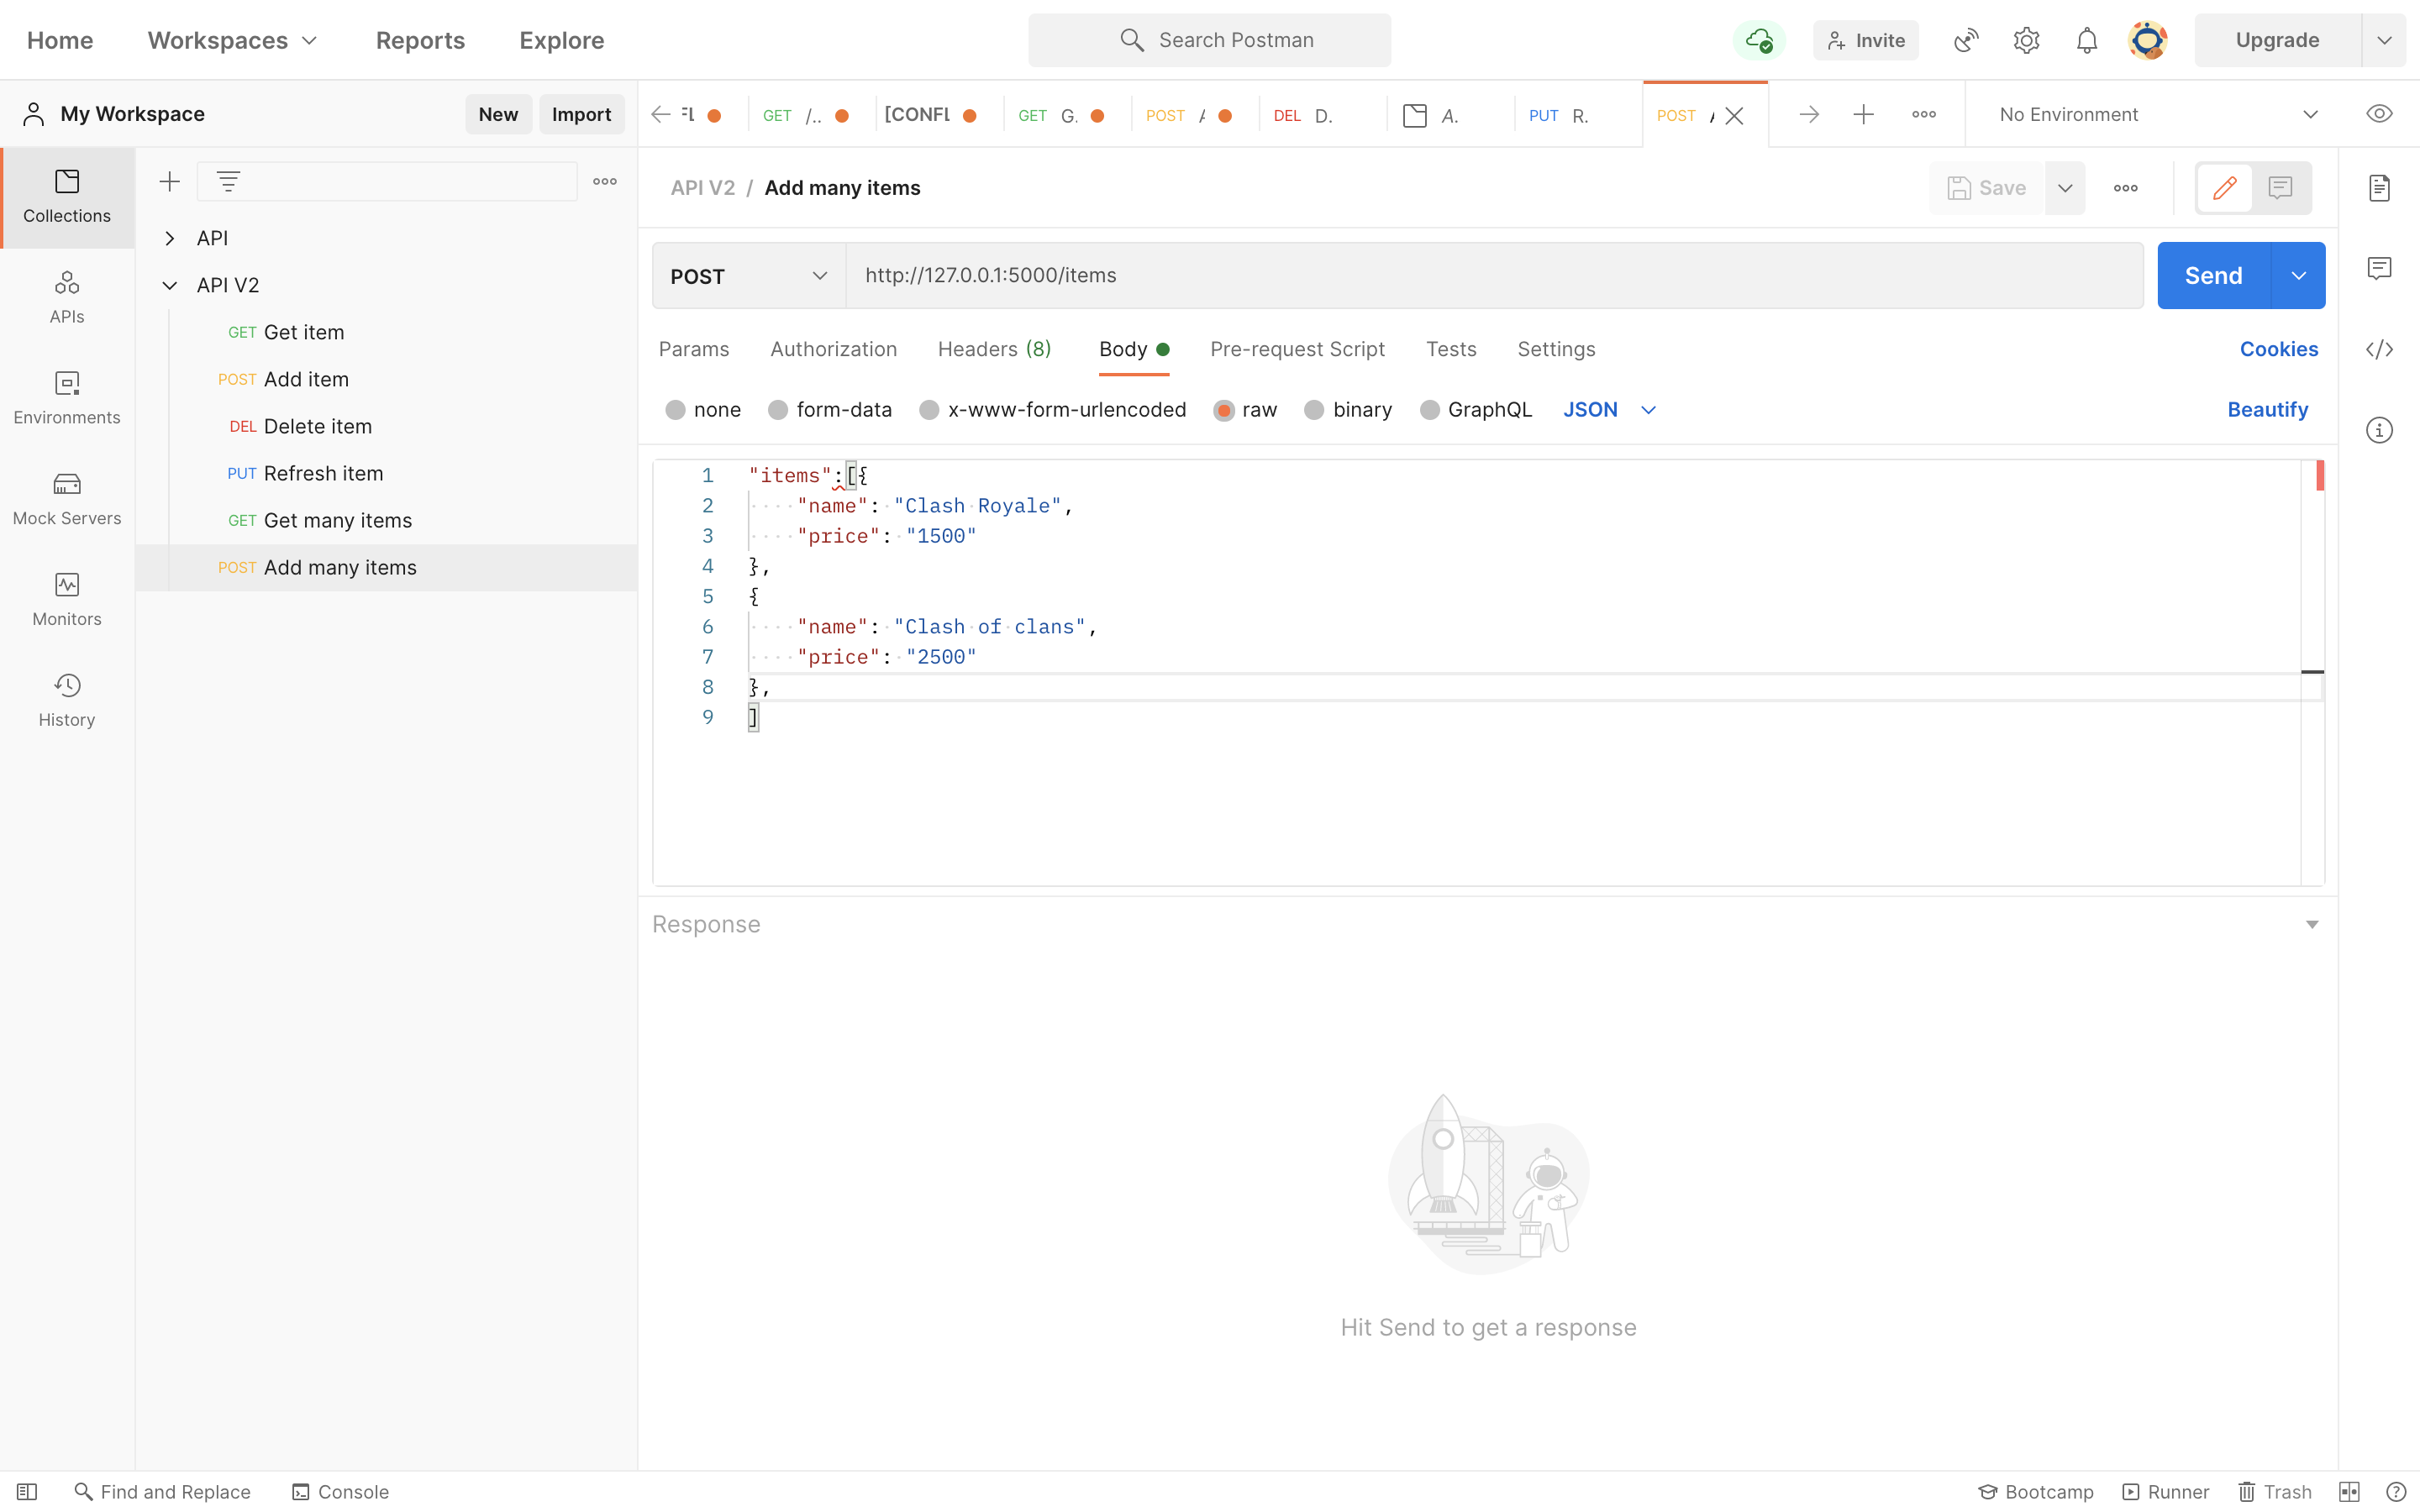 Home Workspaces Reports Explore Search Postman Invite Upgrade
My Workspace New Import GET /.. [CONFL GET G. POST DEL D. A. PUT R. POST No Environment
Collections
APIs
Environments
Mock Servers
Monitors
History
API
API V2
GET Get item
POST Add item
DEL Delete item
PUT Refresh item
GET Get many items
POST Add many items
API V2 / Add many items Save
POST http://127.0.0.1:5000/items Send
Params Authorization Headers (8) Body Pre-request Script Tests Settings Cookies
none form-data x-www-form-urlencoded raw binary GraphQL JSON Beautify
1 "items":[{
2 "name": "Clash Royale",
3 "price": "1500"
4 },
5 {
6 "name": "Clash of clans",
7 "price": "2500"
8 },
9 ]
Response
Hit Send to get a response
Find and Replace Console Bootcamp Runner Trash